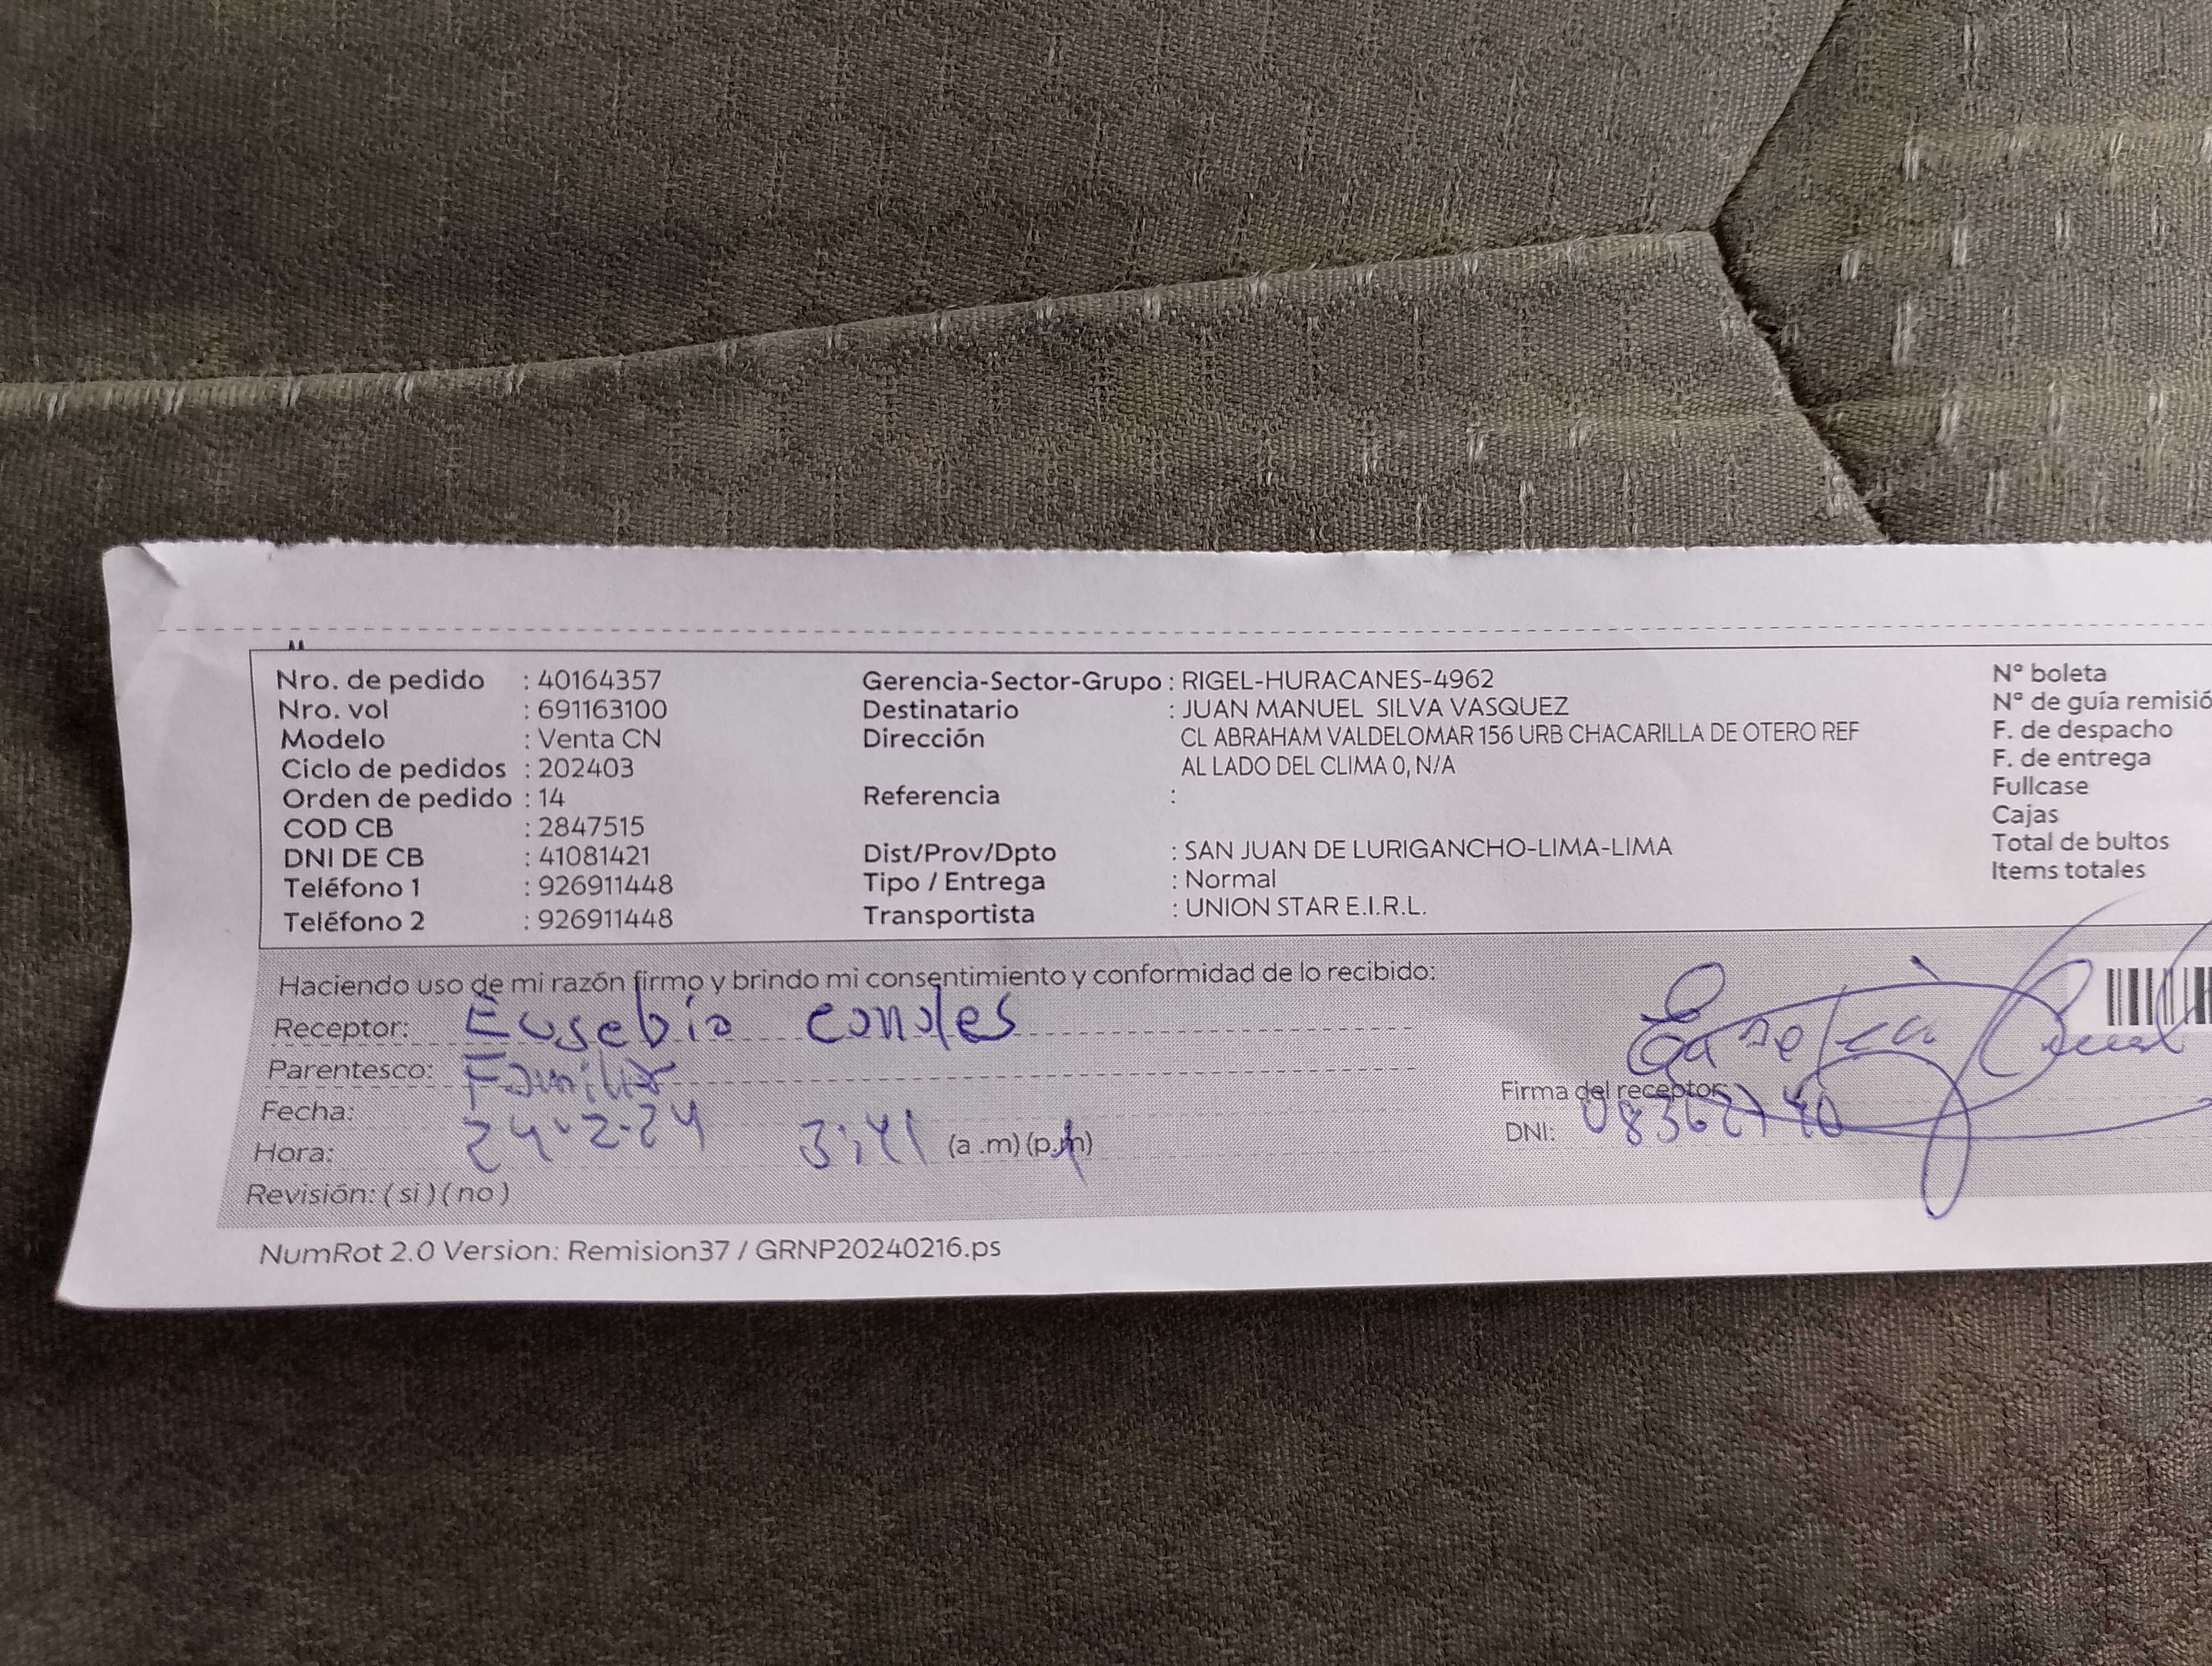 Nro. de pedido : 40164357 Gerencia-Sector-Grupo : RIGEL-HURACANES-4962 N° boleta
Nro. vol : 691163100 Destinatario : JUAN MANUEL SILVA VASQUEZ N° de guía remisió
Modelo : Venta CN Dirección CL ABRAHAM VALDELOMAR 156 URB CHACARILLA DE OTERO REF F. de despacho
Ciclo de pedidos : 202403 AL LADO DEL CLIMA 0, N/A F. de entrega
Orden de pedido : 14 Referencia : Fullcase
COD CB : 2847515 Cajas
DNI DE CB : 41081421 Dist/Prov/Dpto : SAN JUAN DE LURIGANCHO-LIMA-LIMA Total de bultos
Teléfono 1 : 926911448 Tipo / Entrega : Normal Items totales
Teléfono 2 : 926911448 Transportista : UNION STAR E.I.R.L.
Haciendo uso de mi razón firmo y brindo mi consentimiento y conformidad de lo recibido:
Receptor: Eusebio
Parentesco: Familir
Fecha: 24-2-24 Firma del receptor:
Hora: 3:41 (a .m) (p.m) DNI:
Revisión: ( si ) ( no )
NumRot 2.0 Version: Remision37 / GRNP20240216.ps